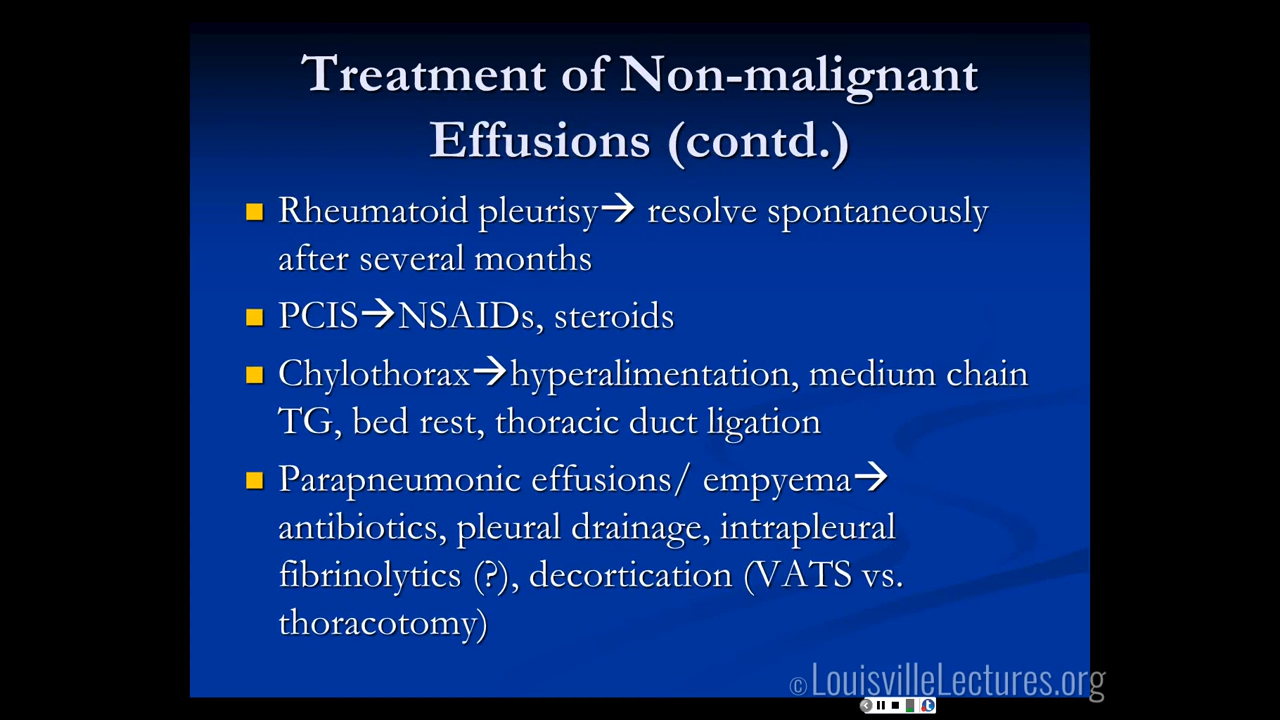 Treatment of Non-malignant
Effusions (contd.)
Rheumatoid pleurisy→ resolve spontaneously
after several months
PCIS→NSAIDs, steroids
Chylothorax→hyperalimentation, medium chain
TG, bed rest, thoracic duct ligation
Parapneumonic effusions/ empyema→
antibiotics, pleural drainage, intrapleural
fibrinolytics (?), decortication (VATS vs.
thoracotomy)
© LouisvilleLectures.org